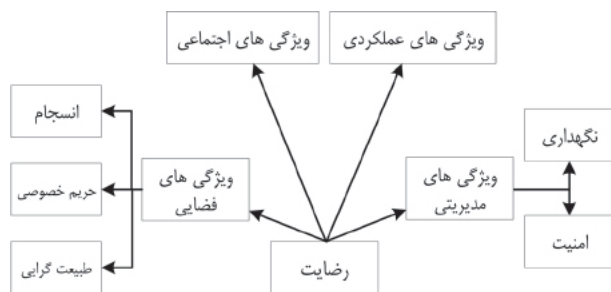 ویژگی های عملکردی
ویژگی های اجتماعی
نگهداری
امنیت
ویژگی های
مدیریتی
رضایت
ویژگی های
فضایی
انسجام
حریم خصوصی
طبیعت گرایی